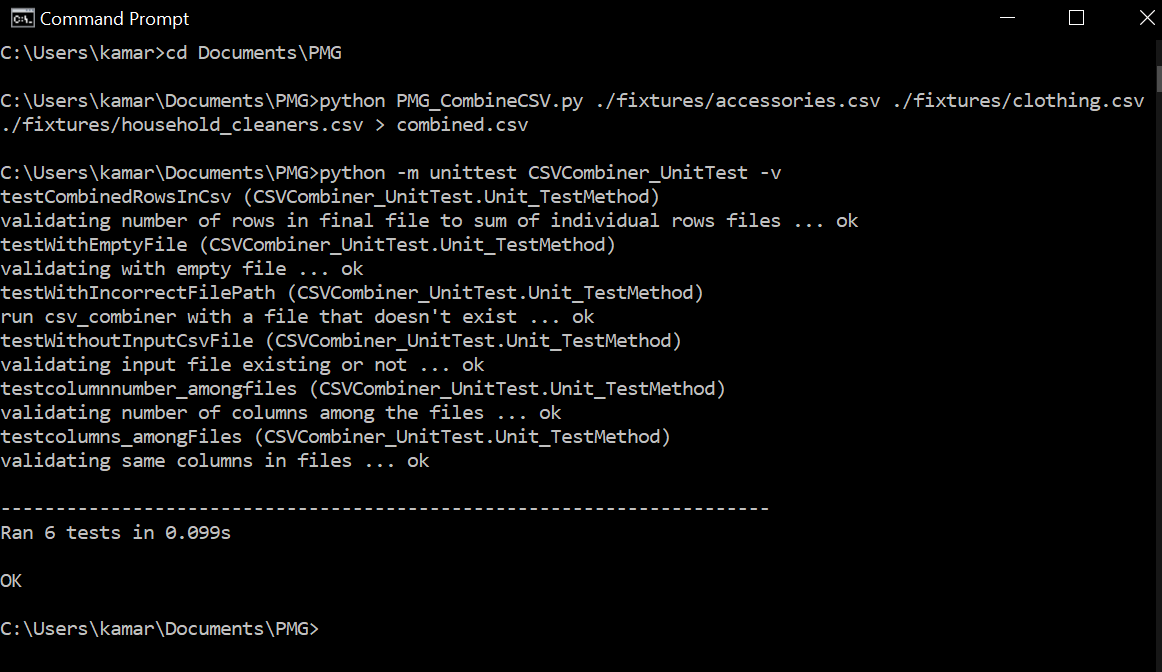 Command Prompt
C:\Users\kamar>cd Documents\PMG
C:\Users\kamar\Documents\PMG>python PMG_CombineCSV.py ./fixtures/accessories.csv ./fixtures/clothing.csv
./fixtures/household_cleaners.csv > combined.csv
C:\Users\kamar\Documents\PMG>python -m unittest CSVCombiner_UnitTest -v
testCombinedRowsInCsv (CSVCombiner_UnitTest.Unit_TestMethod)
validating number of rows in final file to sum of individual rows files ... ok
testWithEmptyFile (CSVCombiner_UnitTest.Unit_TestMethod)
validating with empty file ... ok
testWithIncorrectFilePath (CSVCombiner_UnitTest.Unit_TestMethod)
run csv_combiner with a file that doesn't exist ... ok
testWithoutInputCsvFile (CSVCombiner_UnitTest.Unit_TestMethod)
validating input file existing or not ... ok
testcolumnnumber_amongfiles (CSVCombiner_UnitTest.Unit_TestMethod)
validating number of columns among the files ... ok
testcolumns_amongFiles (CSVCombiner_UnitTest.Unit_TestMethod)
validating same columns in files ... ok
----------------------------------------------------------------------
Ran 6 tests in 0.099s
OK
C:\Users\kamar\Documents\PMG>